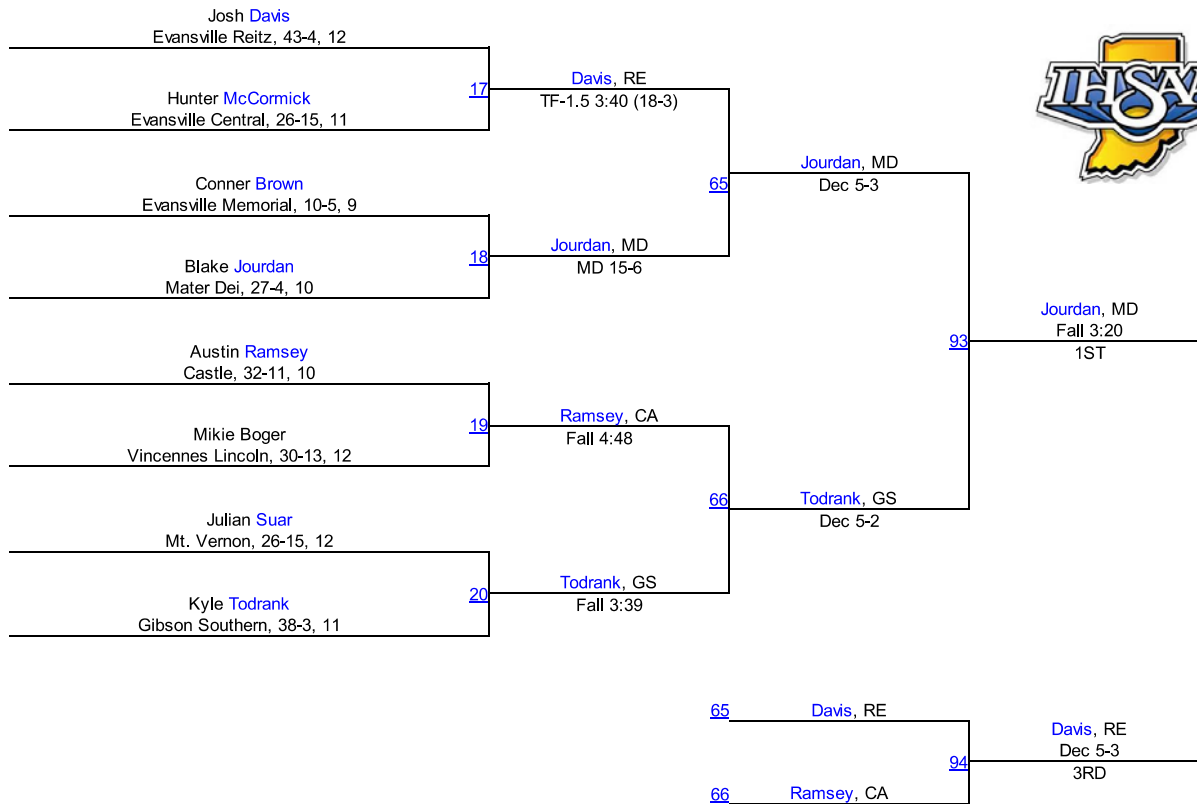 Josh Davis
Evansville Reitz, 43-4, 12
17
Hunter McCormick
Evansville Central, 26-15, 11
Davis, RE
TF-1.5 3:40 (18-3)
IHSAA
65
Jourdan, MD
Dec 5-3
Conner Brown
Evansville Memorial, 10-5, 9
18
Blake Jourdan
Mater Dei, 27-4, 10
Jourdan, MD
MD 15-6
93
Jourdan, MD
Fall 3:20
1ST
Austin Ramsey
Castle, 32-11, 10
19
Mikie Boger
Vincennes Lincoln, 30-13, 12
Ramsey, CA
Fall 4:48
66
Todrank, GS
Dec 5-2
Julian Suar
Mt. Vernon, 26-15, 12
20
Kyle Todrank
Gibson Southern, 38-3, 11
Todrank, GS
Fall 3:39
65
Davis, RE
94
Davis, RE
Dec 5-3
3RD
66
Ramsey, CA